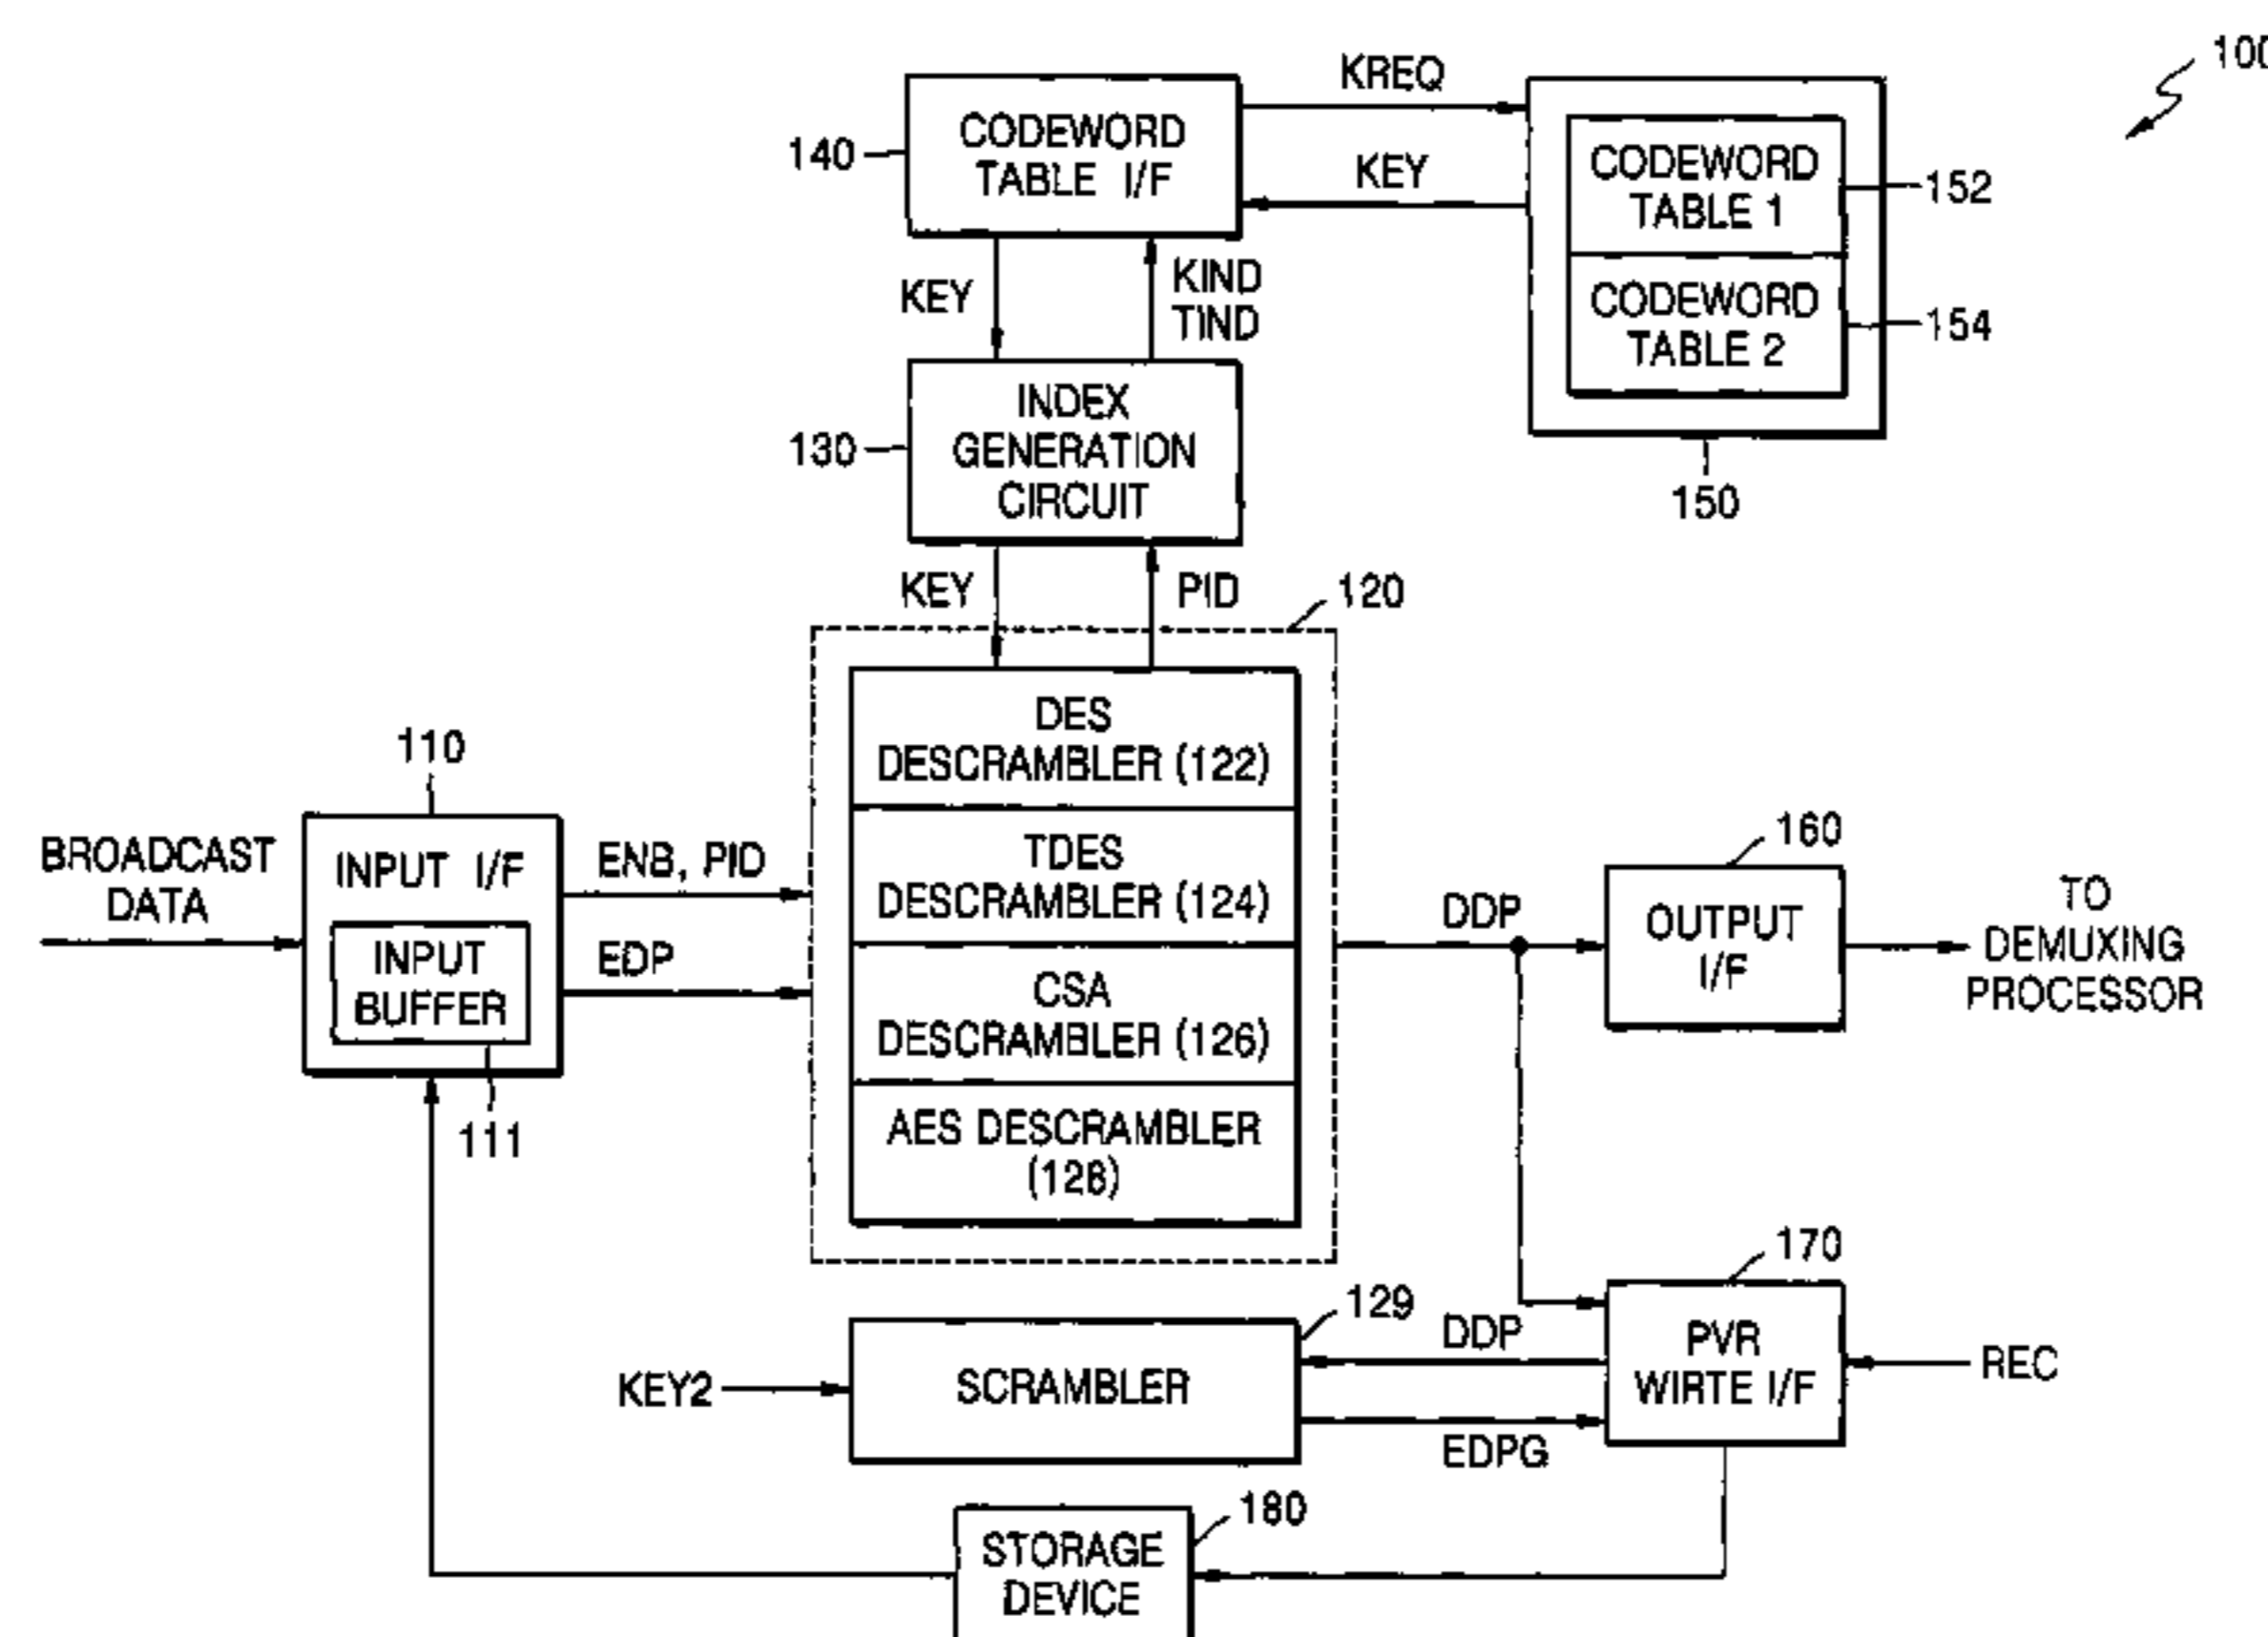 100
KREQ
CODEWORD
TABLE I/F
140
KEY
CODEWORD
TABLE 1
152
CODEWORD
TABLE 2
154
150
KEY
KIND
TIND
INDEX
GENERATION
CIRCUIT
130
KEY
PID
120
DES
DESCRAMBLER (122)
TDES
DESCRAMBLER (124)
CSA
DESCRAMBLER (126)
AES DESCRAMBLER
(128)
110
BROADCAST
DATA
INPUT I/F
INPUT
BUFFER
111
ENB, PID
EDP
DDP
160
OUTPUT
I/F
TO
DEMUXING
PROCESSOR
170
PVR
WIRTE I/F
REC
129
DDP
KEY2
SCRAMBLER
EDPG
180
STORAGE
DEVICE